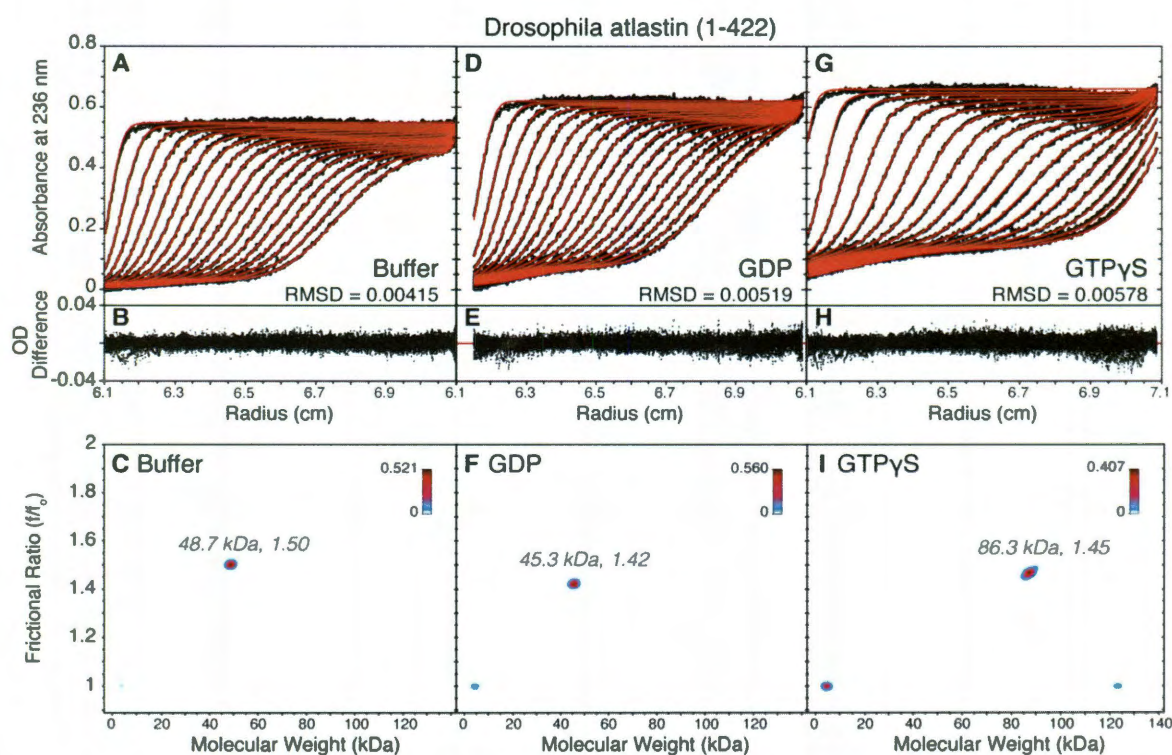 Drosophila atlastin (1-422)
A
D
G
Absorbance at 236 nm
0.8
0.6
0.4
0.2
0
Buffer
RMSD = 0.00415
GDP
RMSD = 0.00519
GTPγS
RMSD = 0.00578
B
E
H
OD
Difference
0.04
-0.04
6.1 6.3 6.5 6.7 6.9 6.1 6.3 6.5 6.7 6.9 6.1 6.3 6.5 6.7 6.9 7.1
Radius (cm) Radius (cm) Radius (cm)
C Buffer
F GDP
I GTPγS
Frictional Ratio (f/fₒ)
2
1.8
1.6
1.4
1.2
1
0.521
0
0.560
0
0.407
0
48.7 kDa, 1.50
45.3 kDa, 1.42
86.3 kDa, 1.45
0 20 40 60 80 100 120 0 20 40 60 80 100 120 0 20 40 60 80 100 120 140
Molecular Weight (kDa) Molecular Weight (kDa) Molecular Weight (kDa)